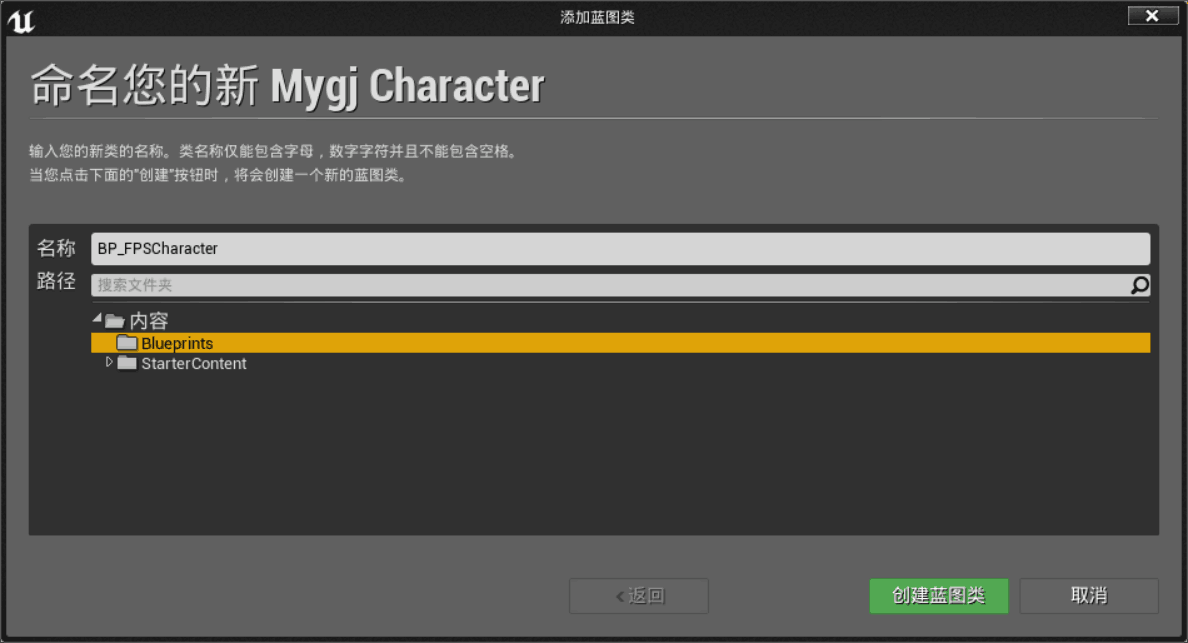 添加蓝图类
命名您的新 Mygj Character
输入您的新类的名称。类名称仅能包含字母，数字字符并且不能包含空格。
当您点击下面的"创建"按钮时，将会创建一个新的蓝图类。
名称 BP_FPSCharacter
路径 搜索文件夹
内容
Blueprints
StarterContent
返回 创建蓝图类 取消